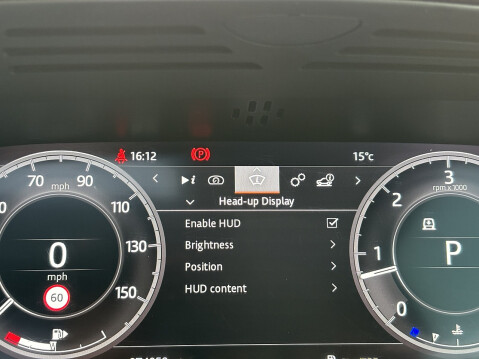 16:12
15°c
70 mph 90
110
130
150
0
mph
60
Head-up Display
Enable HUD
Brightness
Position
HUD content
3
rpm x1000
2
1
0
P